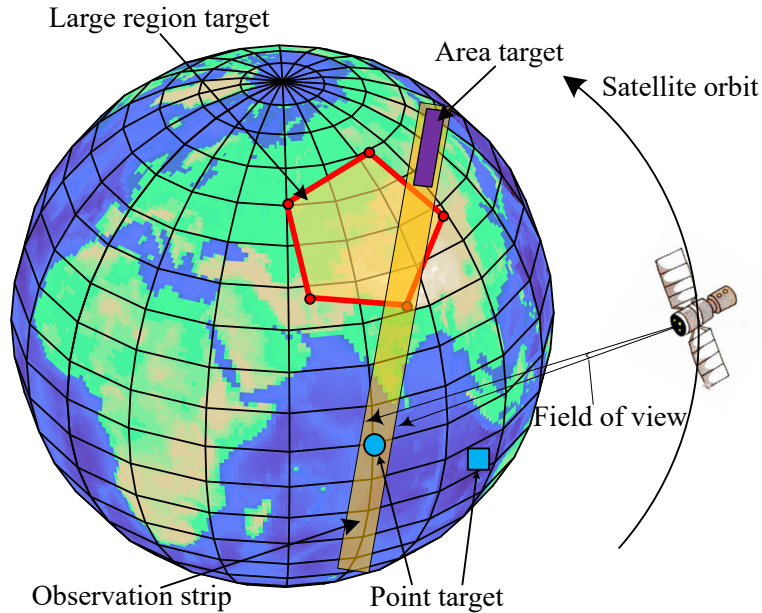 Large region target
Area target
Satellite orbit
Field of view
Observation strip
Point target